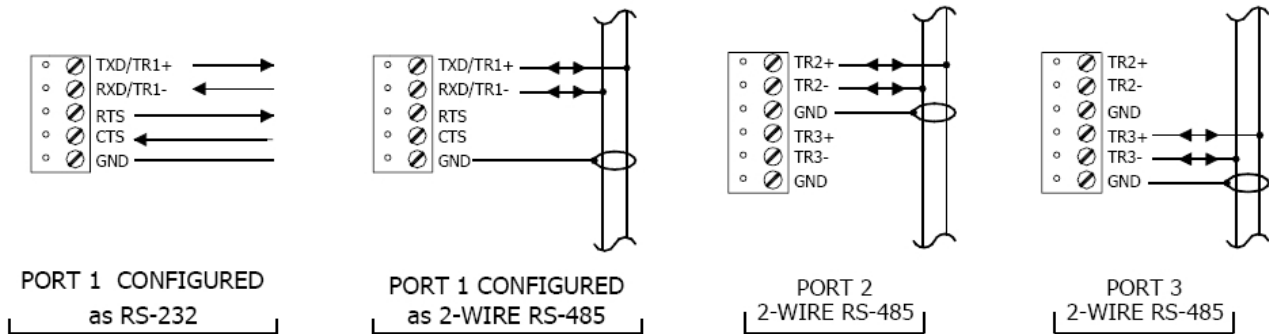 TXD/TR1+
RXD/TR1-
RTS
CTS
GND
PORT 1 CONFIGURED
as RS-232
TXD/TR1+
RXD/TR1-
RTS
CTS
GND
PORT 1 CONFIGURED
as 2-WIRE RS-485
TR2+
TR2-
GND
TR3+
TR3-
GND
PORT 2
2-WIRE RS-485
TR2+
TR2-
GND
TR3+
TR3-
GND
PORT 3
2-WIRE RS-485